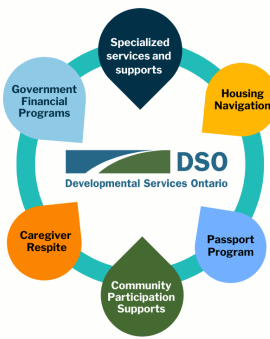 Specialized
services and
supports
Government
Financial
Programs
Housing
Navigation
DSO
Developmental Services Ontario
Caregiver
Respite
Passport
Program
Community
Participation
Supports